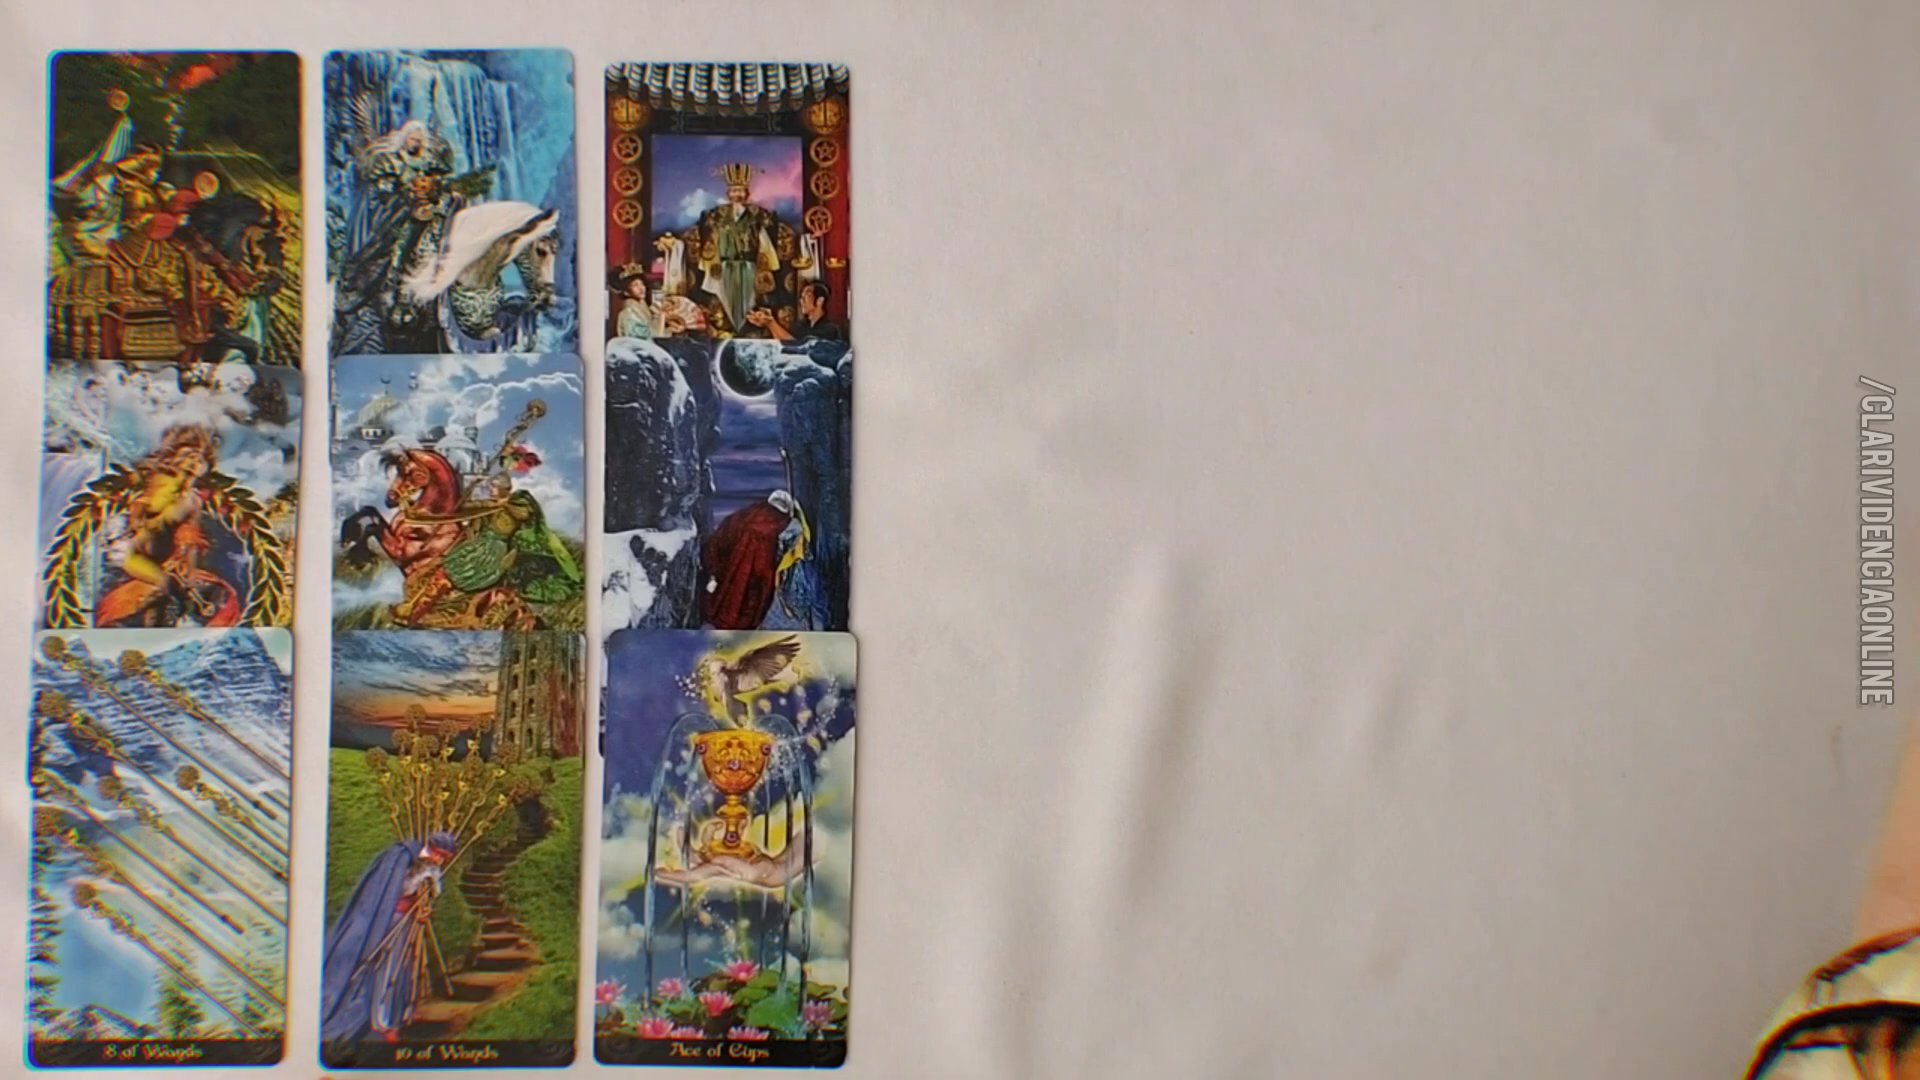 8 of Wands
10 of Wands
Ace of Cups
/CLARIVIDENCIAONLINE